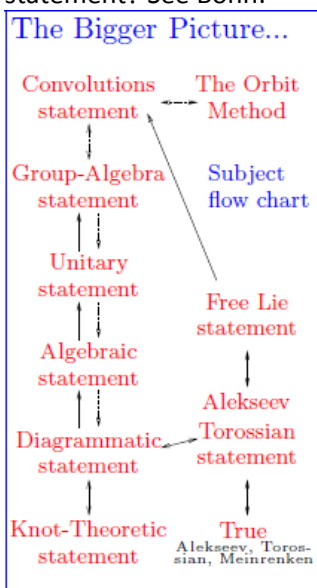 statement? See Bonn.
The Bigger Picture...
Convolutions
statement
The Orbit
Method
Group-Algebra
statement
Subject
flow chart
Unitary
statement
Free Lie
statement
Algebraic
statement
Alekseev
Torossian
statement
Diagrammatic
statement
Knot-Theoretic
statement
True
Alekseev, Toros-
sian, Meinrenken